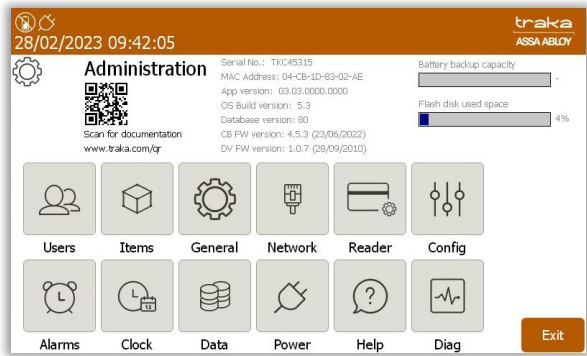 traka
28/02/2023 09:42:05
ASSA ABLOY
Administration
Scan for documentation
www.traka.com/qr
Serial No.: TKC45315
MAC Address: 04-CB-1D-83-02-AE
App version: 03.03.0000.0000
OS Build version: 5.3
Database version: 80
CB FW version: 4.5.3 (23/06/2022)
DV FW version: 1.0.7 (28/09/2010)
Battery backup capacity
-
Flash disk used space
4%
Users
Items
General
Network
Reader
Config
12
Alarms
Clock
Data
Power
Help
Diag
Exit